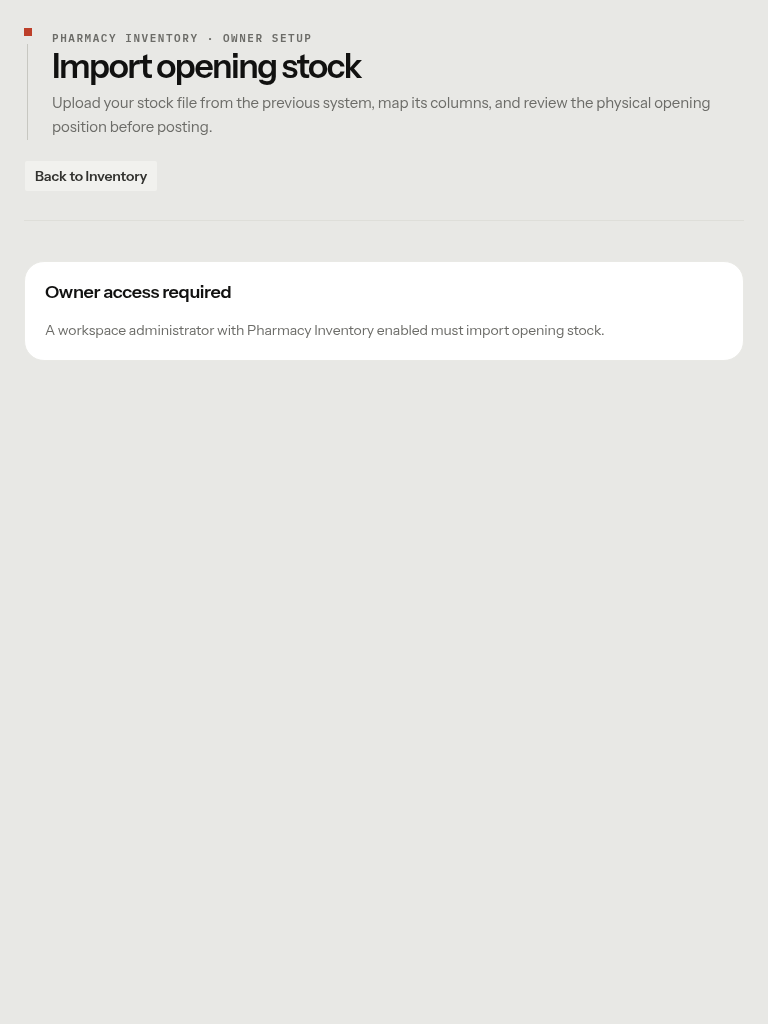 PHARMACY INVENTORY · OWNER SETUP
Import opening stock
Upload your stock file from the previous system, map its columns, and review the physical opening
position before posting.
Back to Inventory
Owner access required
A workspace administrator with Pharmacy Inventory enabled must import opening stock.